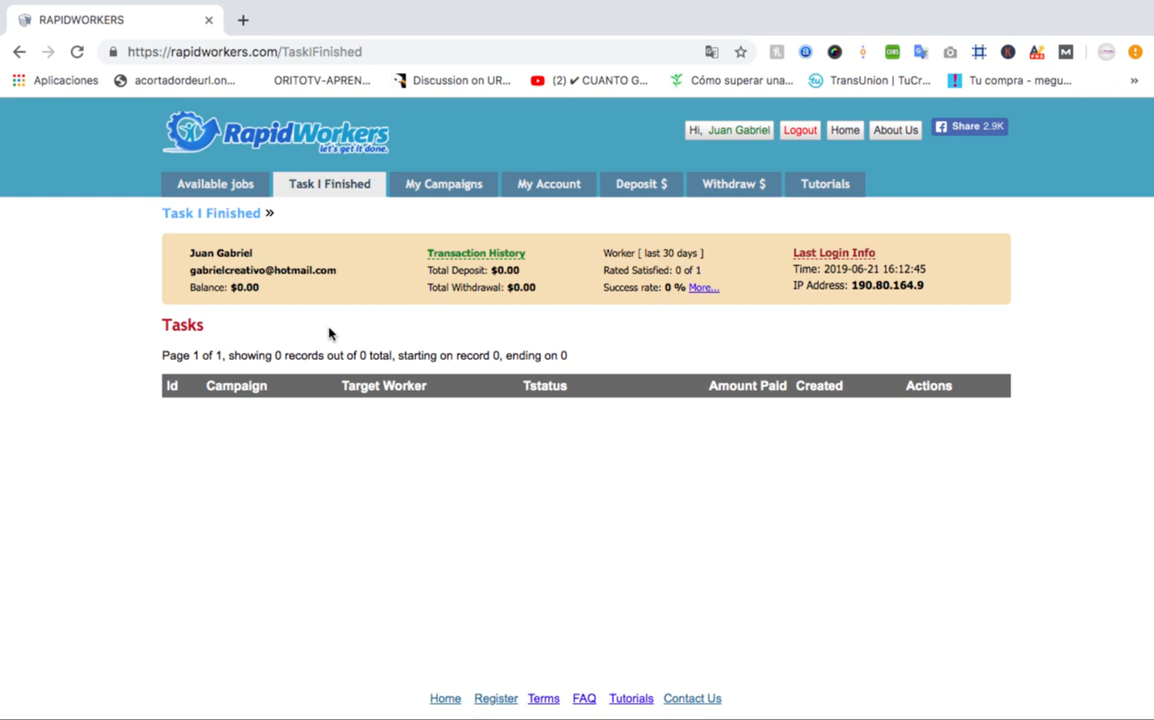 RAPIDWORKERS
https://rapidworkers.com/TaskIFinished
Aplicaciones acortadordeurl.on... ORITOTV-APREN... Discussion on UR... (2) ✔ CUANTO G... Cómo superar una... TransUnion | TuCr... Tu compra - megu... »
RapidWorkers
let's get it done.
Hi, Juan Gabriel Logout Home About Us Share 2.9K
Available jobs Task I Finished My Campaigns My Account Deposit $ Withdraw $ Tutorials
Task I Finished »
Juan Gabriel Transaction History Worker [ last 30 days ] Last Login Info
gabrielcreativo@hotmail.com Total Deposit: $0.00 Rated Satisfied: 0 of 1 Time: 2019-06-21 16:12:45
Balance: $0.00 Total Withdrawal: $0.00 Success rate: 0 % More... IP Address: 190.80.164.9
Tasks
Page 1 of 1, showing 0 records out of 0 total, starting on record 0, ending on 0
Id Campaign Target Worker Tstatus Amount Paid Created Actions
Home Register Terms FAQ Tutorials Contact Us